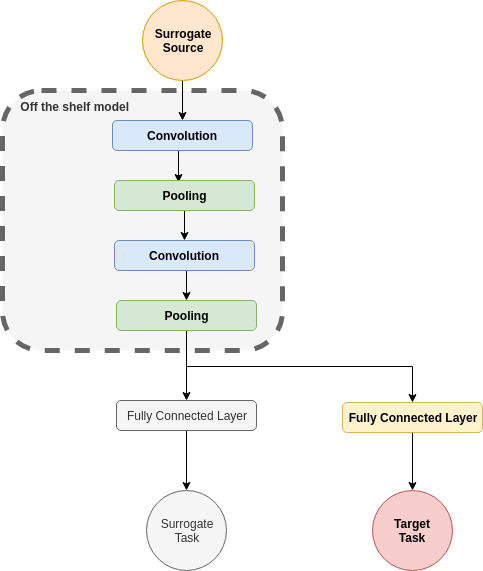 Surrogate
Source
Off the shelf model
Convolution
Pooling
Convolution
Pooling
Fully Connected Layer
Fully Connected Layer
Surrogate
Task
Target
Task